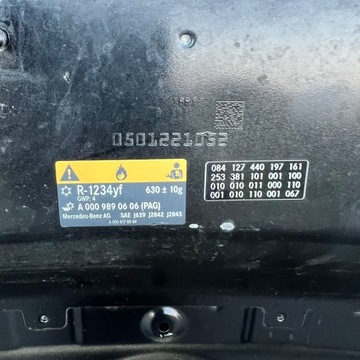 0501221052
R-1234yf 630 ± 10g
GWP: 4
A 000 989 06 06 (PAG)
Mercedes-Benz AG SAE J639 J2842 J2845
084 127 440 197 161
253 381 101 001 100
010 010 011 000 110
001 010 110 001 067